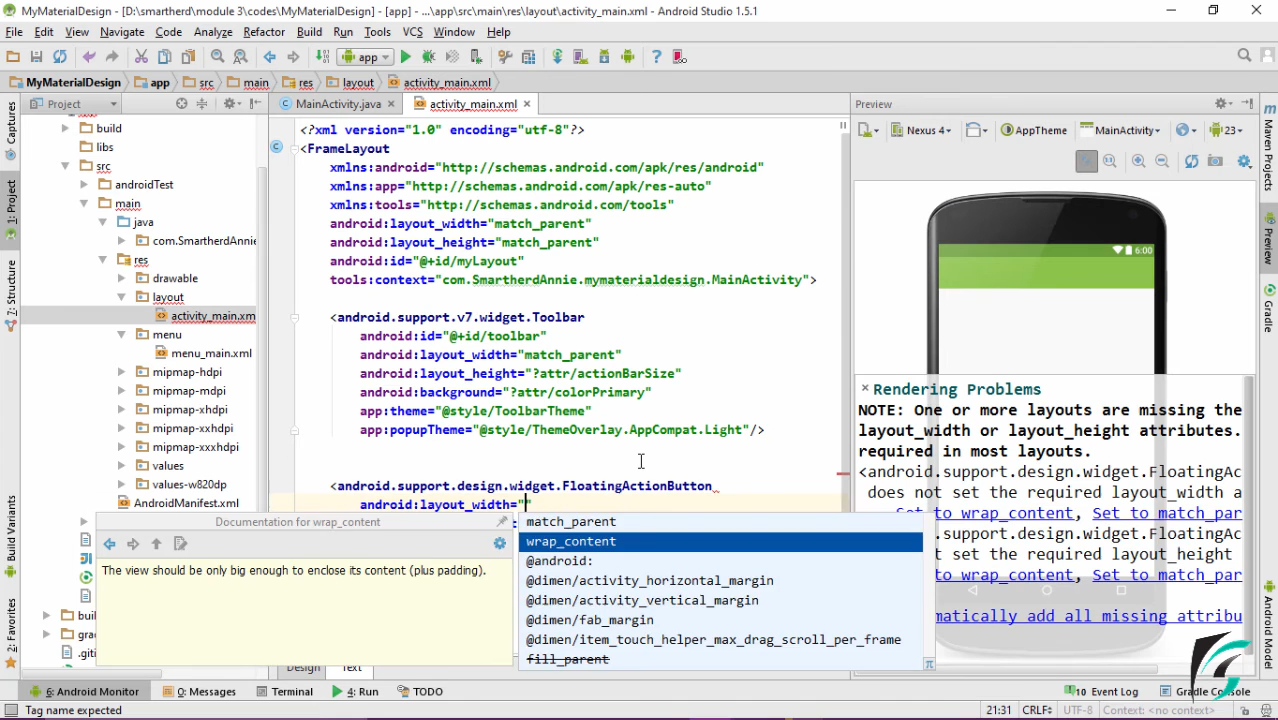 MyMaterialDesign - [D:\smartherd\module 3\codes\MyMaterialDesign] - [app] - ...\app\src\main\res\layout\activity_main.xml - Android Studio 1.5.1
File Edit View Navigate Code Analyze Refactor Build Run Tools VCS Window Help
app
MyMaterialDesign app src main res layout activity_main.xml
Project
MainActivity.java
activity_main.xml
Preview
Captures
1: Project
7: Structure
Build Variants
2: Favorites
build
libs
src
androidTest
main
java
com.SmartherdAnnie
res
drawable
layout
activity_main.xm
menu
menu_main.xml
mipmap-hdpi
mipmap-mdpi
mipmap-xhdpi
mipmap-xxhdpi
mipmap-xxxhdpi
values
values-w820dp
AndroidManifest.xml
buil
grad
.giti
<?xml version="1.0" encoding="utf-8"?>
<FrameLayout
xmlns:android="http://schemas.android.com/apk/res/android"
xmlns:app="http://schemas.android.com/apk/res-auto"
xmlns:tools="http://schemas.android.com/tools"
android:layout_width="match_parent"
android:layout_height="match_parent"
android:id="@+id/myLayout"
tools:context="com.SmartherdAnnie.mymaterialdesign.MainActivity">
<android.support.v7.widget.Toolbar
android:id="@+id/toolbar"
android:layout_width="match_parent"
android:layout_height="?attr/actionBarSize"
android:background="?attr/colorPrimary"
app:theme="@style/ToolbarTheme"
app:popupTheme="@style/ThemeOverlay.AppCompat.Light"/>
<android.support.design.widget.FloatingActionButton
android:layout_width=""
Documentation for wrap_content
The view should be only big enough to enclose its content (plus padding).
match_parent
wrap_content
@android:
@dimen/activity_horizontal_margin
@dimen/activity_vertical_margin
@dimen/fab_margin
@dimen/item_touch_helper_max_drag_scroll_per_frame
fill_parent
π
Design Text
Nexus 4 AppTheme MainActivity 23
6:00
Rendering Problems
NOTE: One or more layouts are missing the
layout_width or layout_height attributes.
required in most layouts.
<android.support.design.widget.FloatingAc
does not set the required layout_width a
Set to wrap_content, Set to match_par
android.support.design.widget.FloatingAc
t set the required layout_height
to wrap_content, Set to match_par
matically add all missing attribu
Maven Projects
Preview
Gradle
Android Model
6: Android Monitor 0: Messages Terminal 4: Run TODO
10 Event Log Gradle Console
Tag name expected
21:31 CRLF UTF-8 Context: <no context>